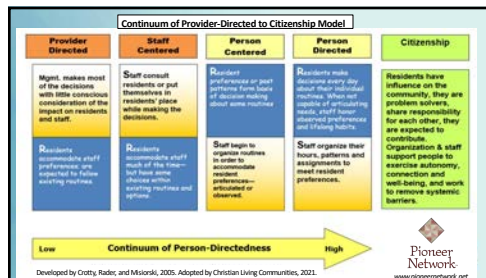 Continuum of Provider-Directed to Citizenship Model
Provider
Directed
Staff
Centered
Person
Centered
Person
Directed
Citizenship
Mgmt. makes most
of the decisions
with little conscious
consideration of the
impact on residents
and staff.
Staff consult
residents or put
themselves in
residents' place
while making the
decisions.
Resident
preferences or past
patterns form basis
of decision making
about some routines
Residents make
decisions every day
about their individual
routines. When not
capable of articulating
needs, staff honor
observed preferences
and lifelong habits.
Residents have
influence on the
community, they are
problem solvers,
share responsibility
for each other, they
are expected to
contribute.
Organization & staff
support people to
exercise autonomy,
connection and
well-being, and work
to remove systemic
barriers.
Residents
accommodate staff
preferences; are
expected to follow
existing routines.
Residents
accommodate staff
much of the time—
but have some
choices within
existing routines and
options.
Staff begin to
organize routines in
order to
accommodate
resident
preferences—
articulated or
observed.
Staff organize their
hours, patterns and
assignments to
meet resident
preferences.
Low Continuum of Person-Directedness High
Pioneer
Network
www.pioneernetwork.net
Developed by Crotty, Rader, and Misiorski, 2005. Adopted by Christian Living Communities, 2021.